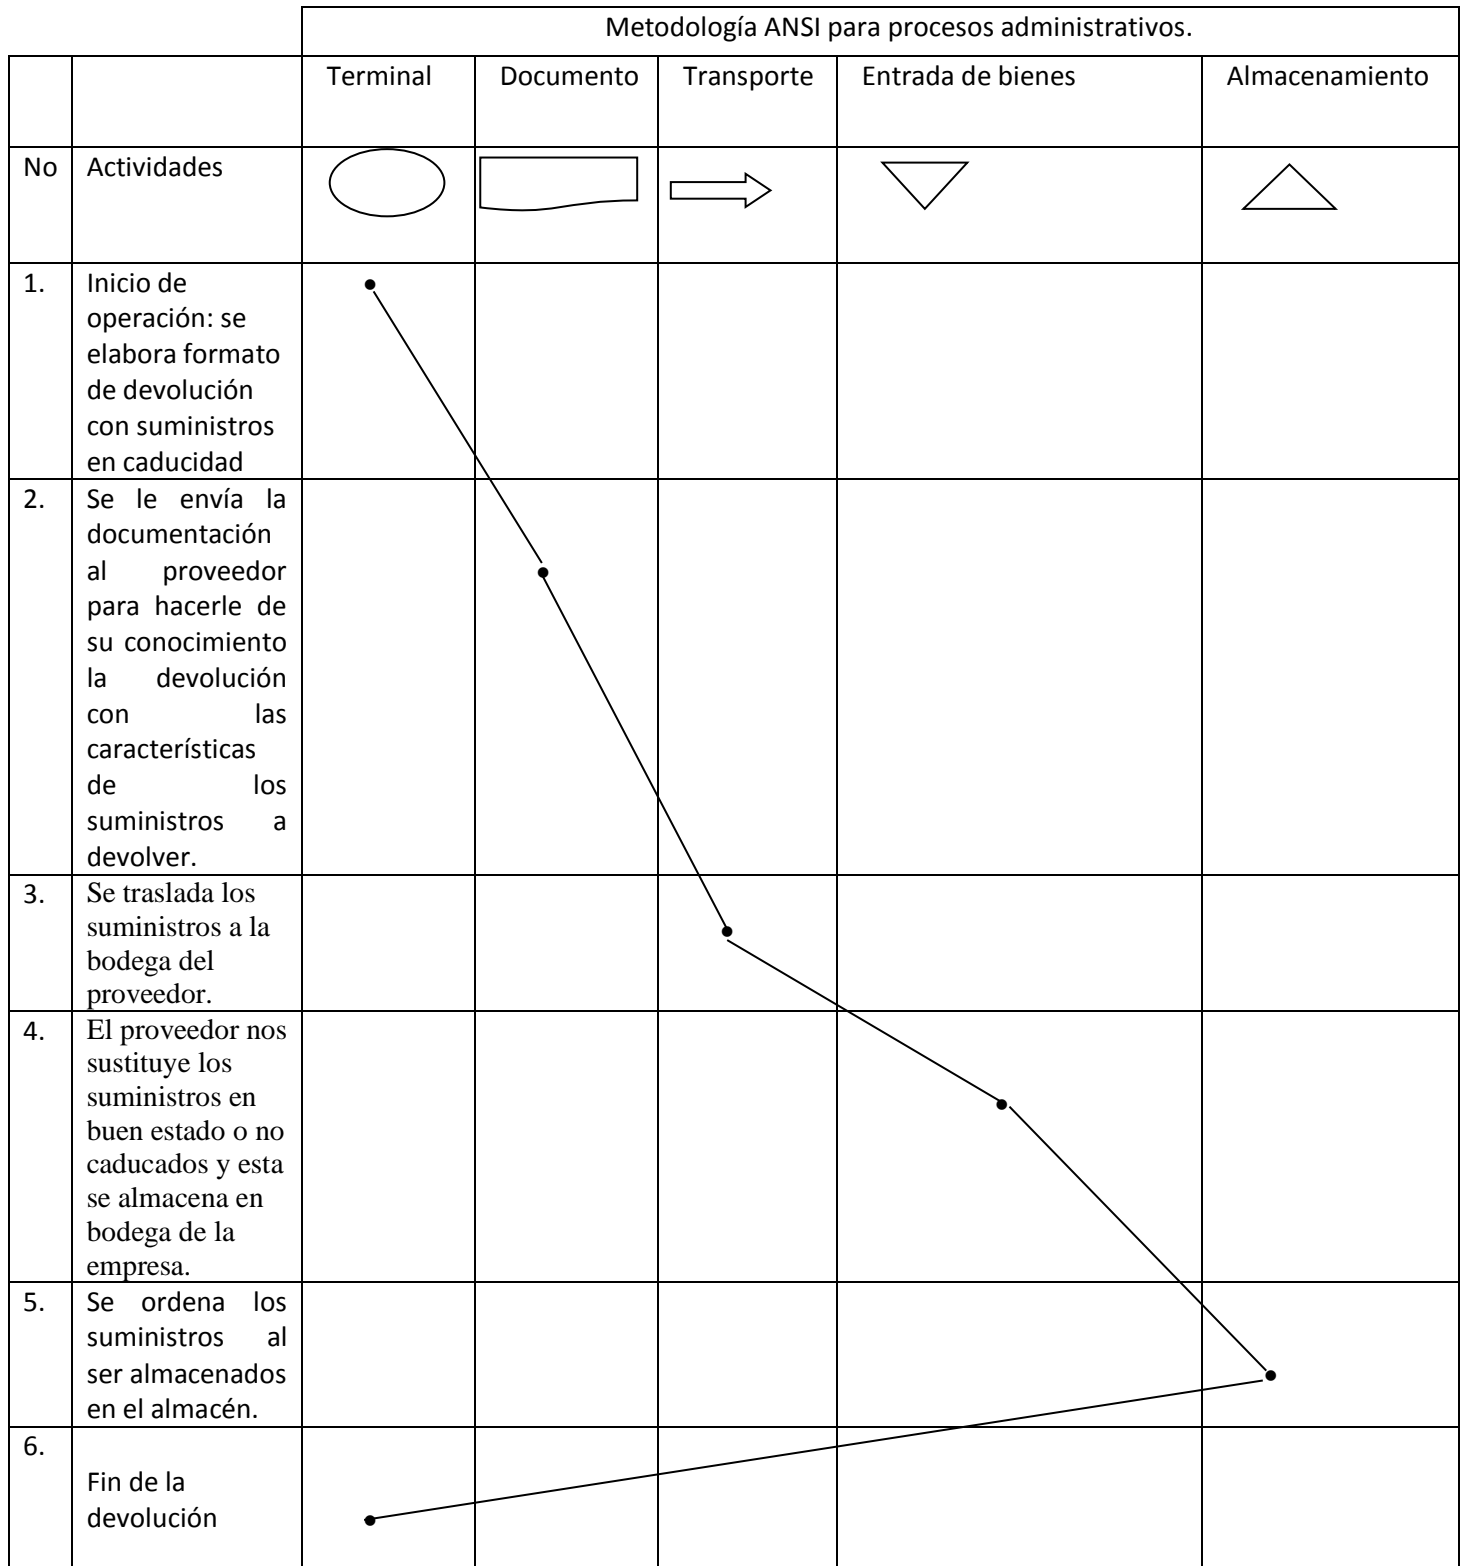 Metodología ANSI para procesos administrativos.
Terminal Documento Transporte Entrada de bienes Almacenamiento
No Actividades
1. Inicio de
operación: se
elabora formato
de devolución
con suministros
en caducidad
2. Se le envía la
documentación
al proveedor
para hacerle de
su conocimiento
la devolución
con las
características
de los
suministros a
devolver.
3. Se traslada los
suministros a la
bodega del
proveedor.
4. El proveedor nos
sustituye los
suministros en
buen estado o no
caducados y esta
se almacena en
bodega de la
empresa.
5. Se ordena los
suministros al
ser almacenados
en el almacén.
6.
Fin de la
devolución